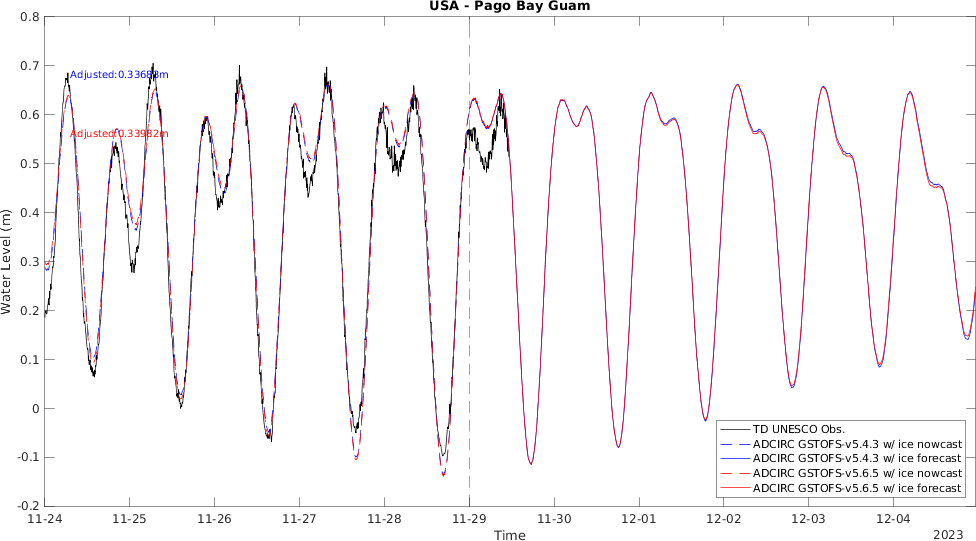 USA - Pago Bay Guam
0.8
0.7
0.6
0.5
0.4
0.3
0.2
0.1
0
-0.1
-0.2
Water Level (m)
Adjusted:0.33683m
Adjusted:0.33982m
TD UNESCO Obs.
ADCIRC GSTOFS-v5.4.3 w/ ice nowcast
ADCIRC GSTOFS-v5.4.3 w/ ice forecast
ADCIRC GSTOFS-v5.6.5 w/ ice nowcast
ADCIRC GSTOFS-v5.6.5 w/ ice forecast
11-24 11-25 11-26 11-27 11-28 11-29 11-30 12-01 12-02 12-03 12-04
Time
2023